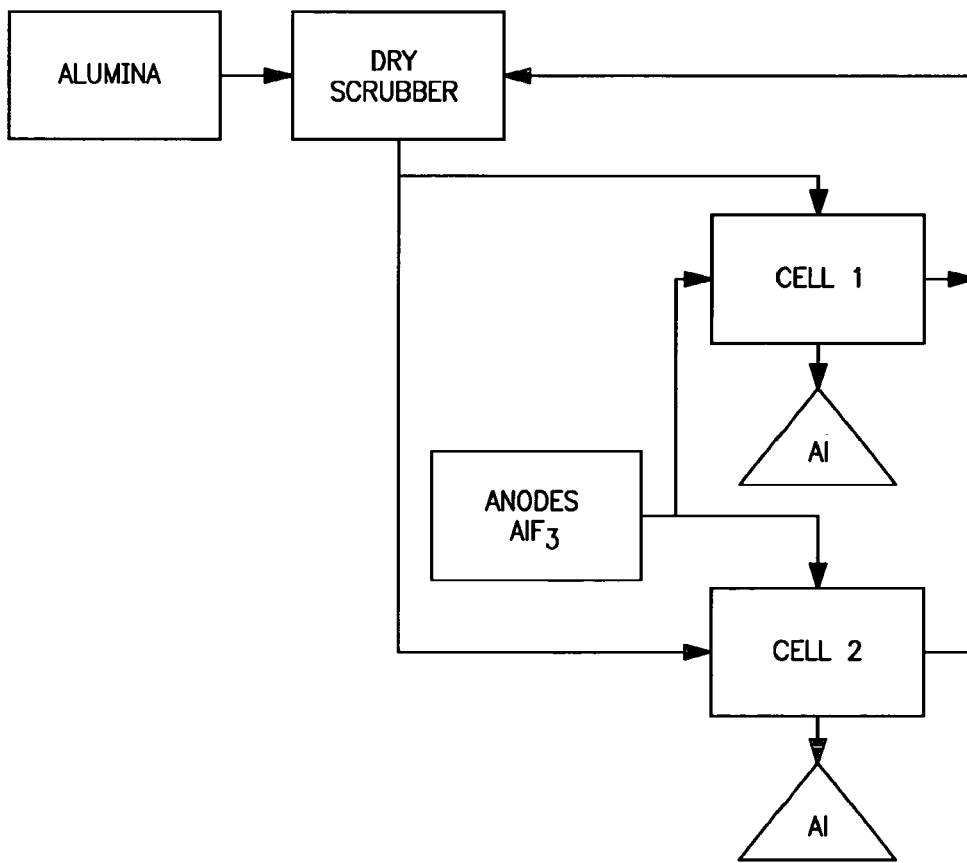 ALUMINA
DRY
SCRUBBER
CELL 1
Al
ANODES
AlF3
CELL 2
Al